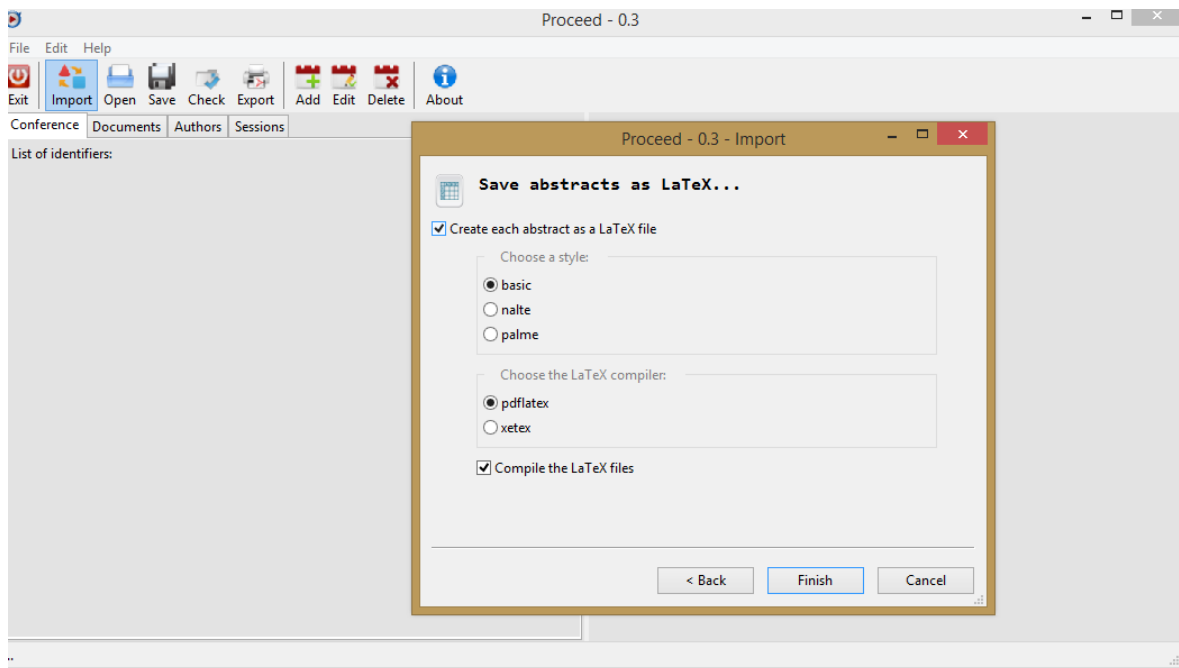 Proceed - 0.3
File Edit Help
Exit Import Open Save Check Export Add Edit Delete About
Conference Documents Authors Sessions
List of identifiers:
Proceed - 0.3 - Import
Save abstracts as LaTeX...
Create each abstract as a LaTeX file
Choose a style:
basic
nalte
palme
Choose the LaTeX compiler:
pdflatex
xetex
Compile the LaTeX files
< Back Finish Cancel